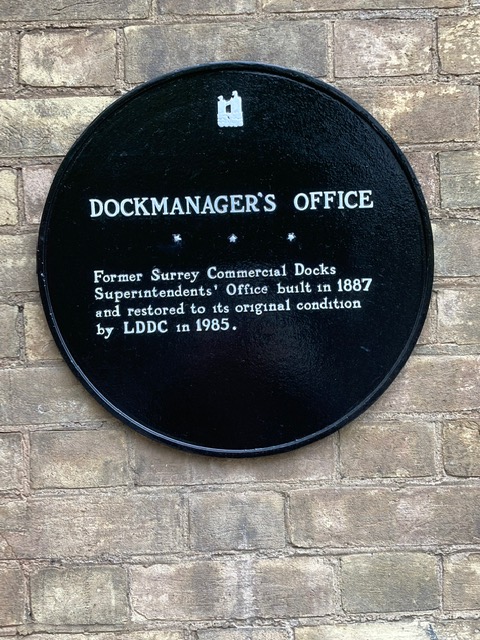 DOCKMANAGER'S OFFICE
Former Surrey Commercial Docks
Superintendents' Office built in 1887
and restored to its original condition
by LDDC in 1985.